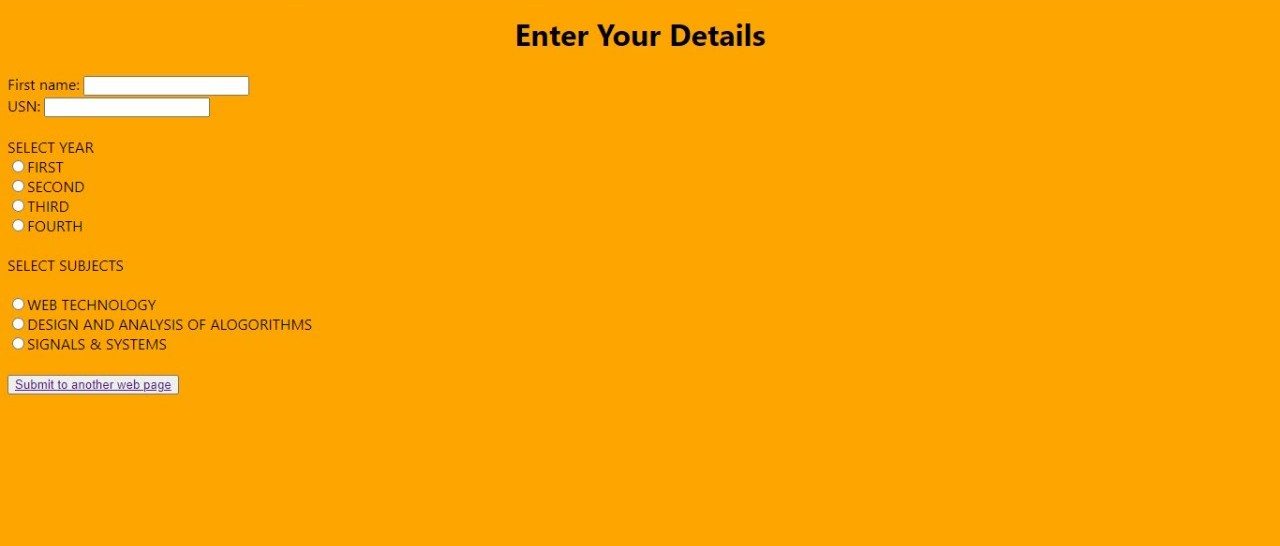 Enter Your Details
First name:
USN:
SELECT YEAR
FIRST
SECOND
THIRD
FOURTH
SELECT SUBJECTS
WEB TECHNOLOGY
DESIGN AND ANALYSIS OF ALOGORITHMS
SIGNALS & SYSTEMS
Submit to another web page